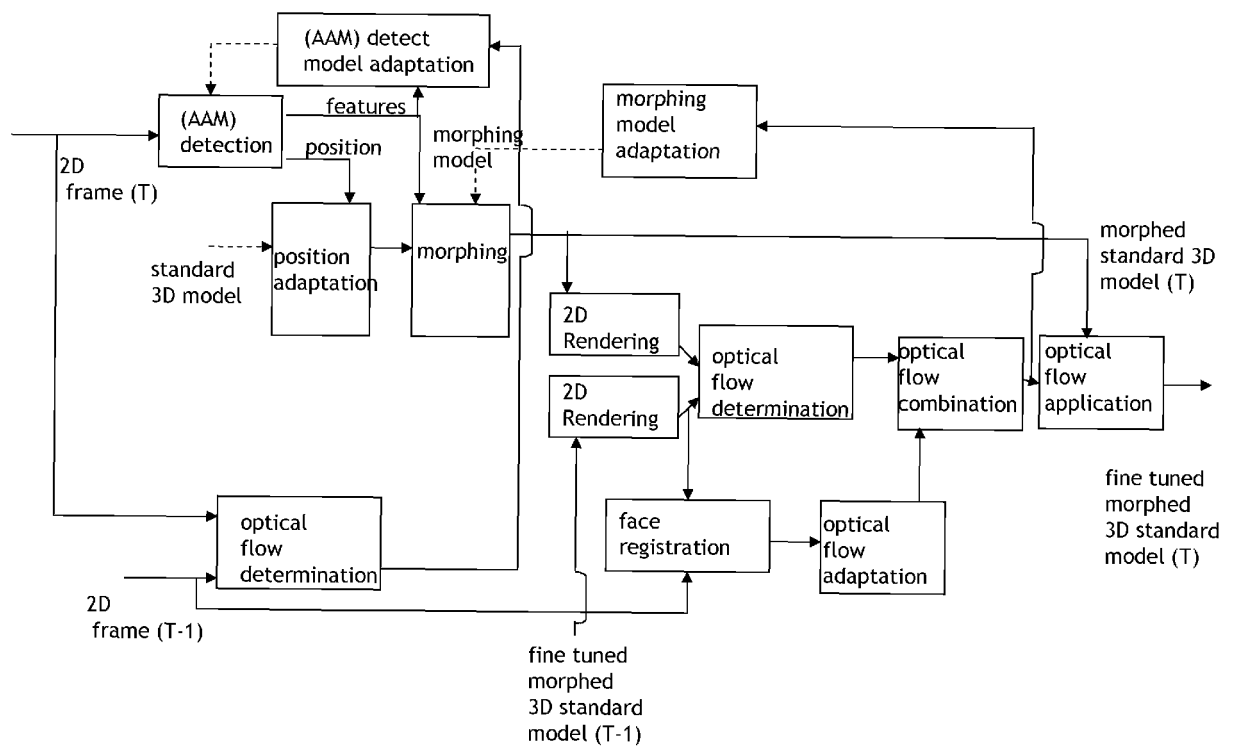 (AAM) detect
model adaptation
(AAM)
detection
features
position
morphing
model
morphing
model
adaptation
2D
frame (T)
standard
3D model
position
adaptation
morphing
morphed
standard 3D
model (T)
2D
Rendering
2D
Rendering
optical
flow
determination
optical
flow
combination
optical
flow
application
optical
flow
determination
face
registration
optical
flow
adaptation
fine tuned
morphed
3D standard
model (T)
2D
frame (T-1)
fine tuned
morphed
3D standard
model (T-1)